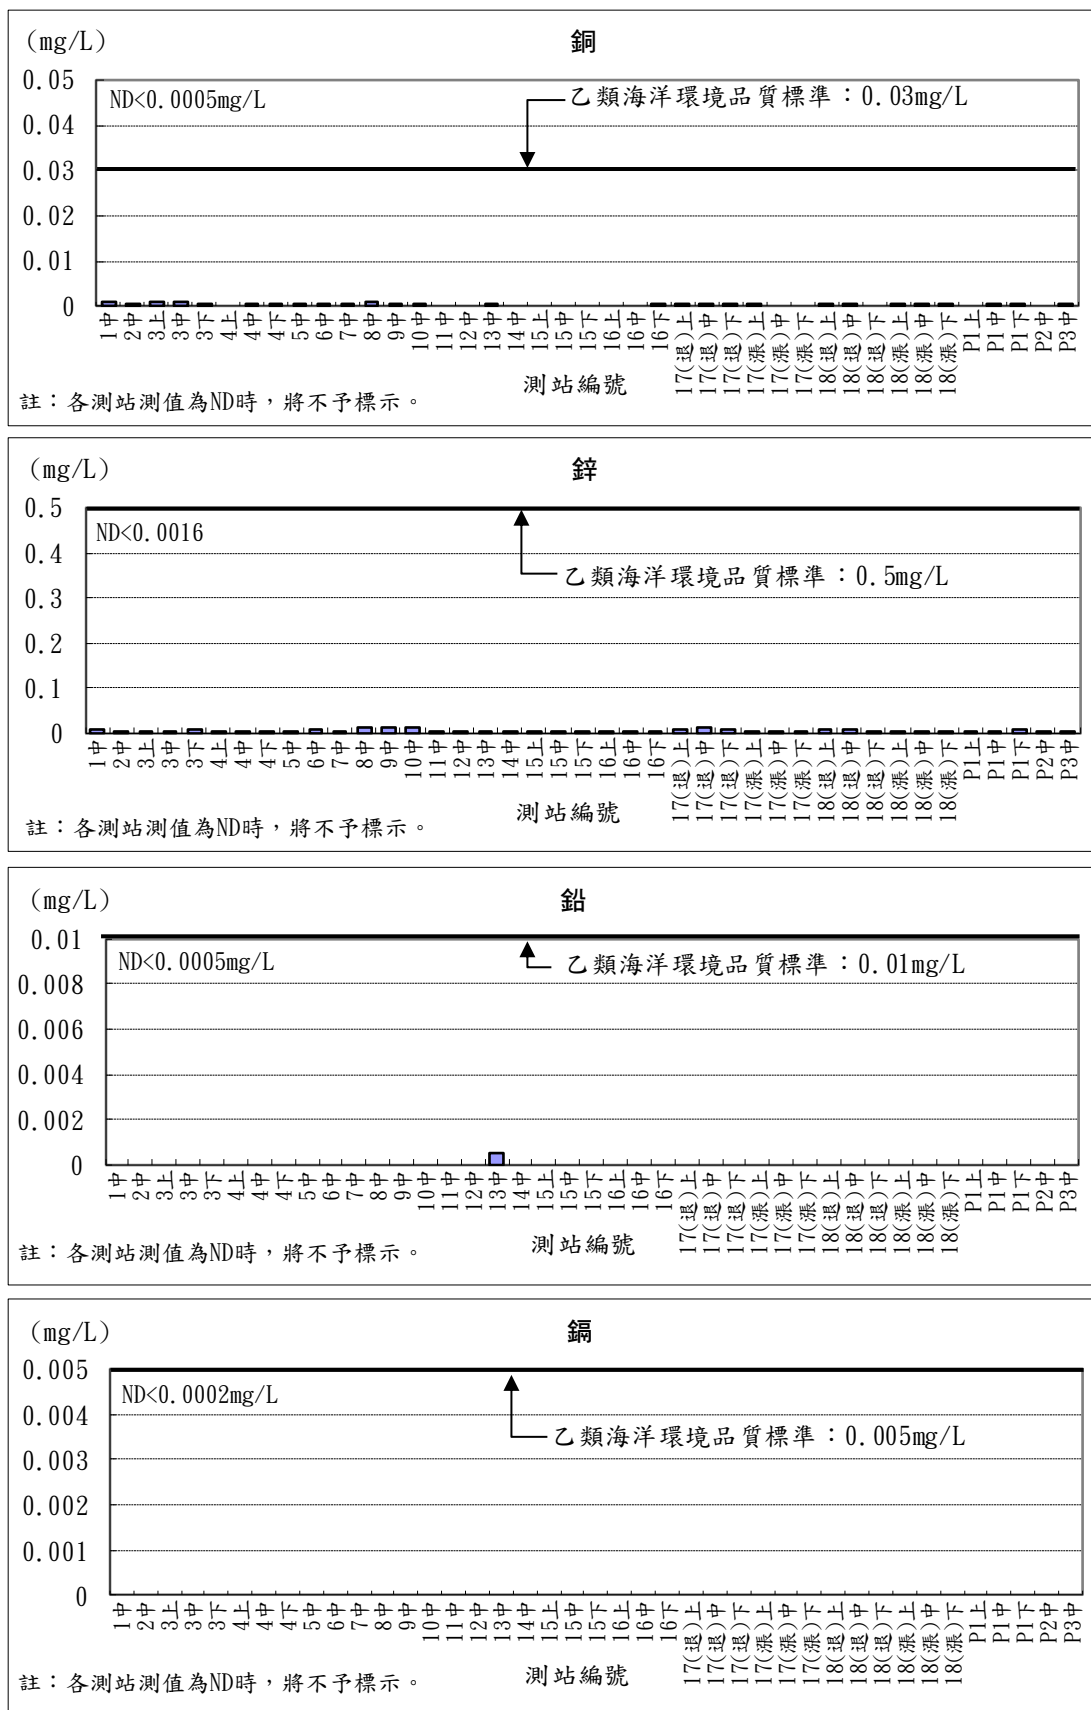 (mg/L)
銅
0.05
ND<0.0005mg/L
乙類海洋環境品質標準：0.03mg/L
0.04
0.03
0.02
0.01
0
1中 2中 3上 3中 3下 4上 4中 4下 5中 6中 7中 8中 9中 10中 11中 12中 13中 14中 15上 15中 15下 16上 16中 16下 17(退)上 17(退)中 17(退)下 17(漲)上 17(漲)中 17(漲)下 18(退)上 18(退)中 18(退)下 18(漲)上 18(漲)中 18(漲)下 P1上 P1中 P1下 P2中 P3中
測站編號
註：各測站測值為ND時，將不予標示。
(mg/L)
鋅
0.5
ND<0.0016
0.4
乙類海洋環境品質標準：0.5mg/L
0.3
0.2
0.1
0
1中 2中 3上 3中 3下 4上 4中 4下 5中 6中 7中 8中 9中 10中 11中 12中 13中 14中 15上 15中 15下 16上 16中 16下 17(退)上 17(退)中 17(退)下 17(漲)上 17(漲)中 17(漲)下 18(退)上 18(退)中 18(退)下 18(漲)上 18(漲)中 18(漲)下 P1上 P1中 P1下 P2中 P3中
測站編號
註：各測站測值為ND時，將不予標示。
(mg/L)
鉛
0.01
ND<0.0005mg/L
乙類海洋環境品質標準：0.01mg/L
0.008
0.006
0.004
0.002
0
1中 2中 3上 3中 3下 4上 4中 4下 5中 6中 7中 8中 9中 10中 11中 12中 13中 14中 15上 15中 15下 16上 16中 16下 17(退)上 17(退)中 17(退)下 17(漲)上 17(漲)中 17(漲)下 18(退)上 18(退)中 18(退)下 18(漲)上 18(漲)中 18(漲)下 P1上 P1中 P1下 P2中 P3中
測站編號
註：各測站測值為ND時，將不予標示。
(mg/L)
鎘
0.005
ND<0.0002mg/L
0.004
乙類海洋環境品質標準：0.005mg/L
0.003
0.002
0.001
0
1中 2中 3上 3中 3下 4上 4中 4下 5中 6中 7中 8中 9中 10中 11中 12中 13中 14中 15上 15中 15下 16上 16中 16下 17(退)上 17(退)中 17(退)下 17(漲)上 17(漲)中 17(漲)下 18(退)上 18(退)中 18(退)下 18(漲)上 18(漲)中 18(漲)下 P1上 P1中 P1下 P2中 P3中
測站編號
註：各測站測值為ND時，將不予標示。